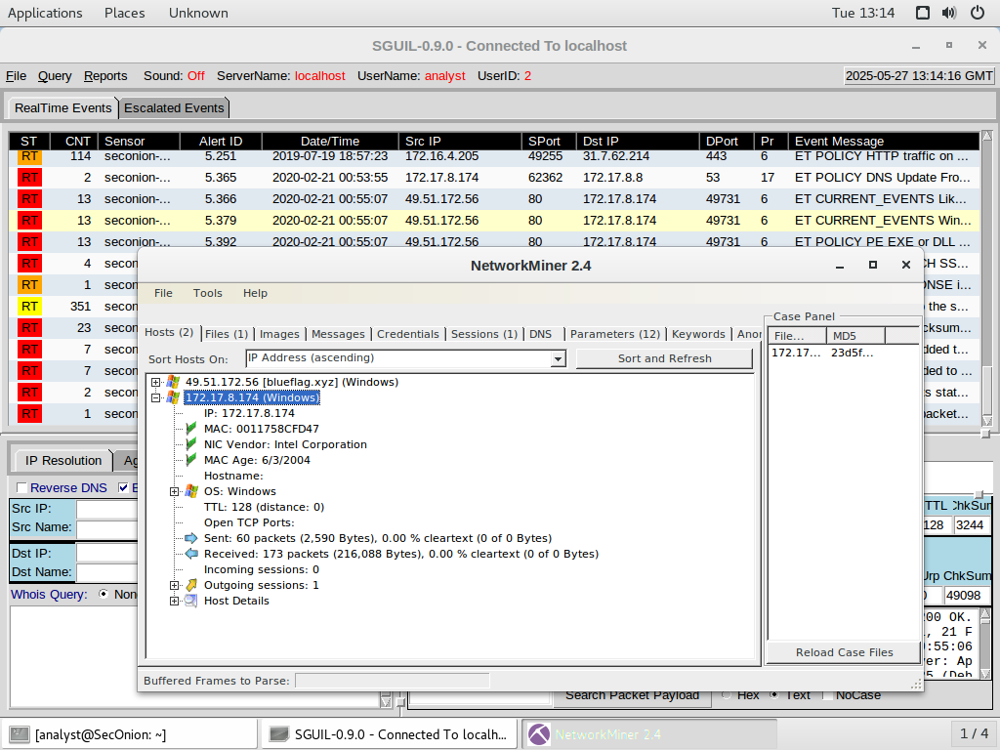 Applications Places Unknown Tue 13:14
SGUIL-0.9.0 - Connected To localhost
File Query Reports Sound: Off ServerName: localhost UserName: analyst UserID: 2 2025-05-27 13:14:16 GMT
RealTime Events Escalated Events
ST CNT Sensor Alert ID Date/Time Src IP SPort Dst IP DPort Pr Event Message
RT 114 seconion-... 5.251 2019-07-19 18:57:23 172.16.4.205 49255 31.7.62.214 443 6 ET POLICY HTTP traffic on ...
RT 2 seconion-... 5.365 2020-02-21 00:53:55 172.17.8.174 62362 172.17.8.8 53 17 ET POLICY DNS Update Fro...
RT 13 seconion-... 5.366 2020-02-21 00:55:07 49.51.172.56 80 172.17.8.174 49731 6 ET CURRENT_EVENTS Lik...
RT 13 seconion-... 5.379 2020-02-21 00:55:07 49.51.172.56 80 172.17.8.174 49731 6 ET CURRENT_EVENTS Win...
RT 13 seconion-... 5.392 2020-02-21 00:55:07 49.51.172.56 80 172.17.8.174 49731 6 ET POLICY PE EXE or DLL ...
RT 4 secon CH SS...
RT 1 secon ONSE i...
RT 351 secon o the s...
RT 23 secon cksum...
RT 7 secon dded t...
RT 7 secon ded to ...
RT 2 secon s stat...
RT 1 secon packet...
NetworkMiner 2.4
File Tools Help
Hosts (2) Files (1) Images Messages Credentials Sessions (1) DNS Parameters (12) Keywords Anor
Sort Hosts On: IP Address (ascending) Sort and Refresh
49.51.172.56 [blueflag.xyz] (Windows)
172.17.8.174 (Windows)
IP: 172.17.8.174
MAC: 0011758CFD47
NIC Vendor: Intel Corporation
MAC Age: 6/3/2004
Hostname:
OS: Windows
TTL: 128 (distance: 0)
Open TCP Ports:
Sent: 60 packets (2,590 Bytes), 0.00 % cleartext (0 of 0 Bytes)
Received: 173 packets (216,088 Bytes), 0.00 % cleartext (0 of 0 Bytes)
Incoming sessions: 0
Outgoing sessions: 1
Host Details
Case Panel
File... MD5
172.17... 23d5f...
Reload Case Files
Buffered Frames to Parse:
IP Resolution Ag
Reverse DNS E
Src IP:
Src Name:
Dst IP:
Dst Name:
Whois Query: Non
TTL ChkSum
128 3244
Urp ChkSum
0 49098
200 OK.
, 21 F
:55:06
ver: Ap
25 (Deb
Search Packet Payload Hex Text NoCase
[analyst@SecOnion: ~] SGUIL-0.9.0 - Connected To localh... NetworkMiner 2.4 1 / 4